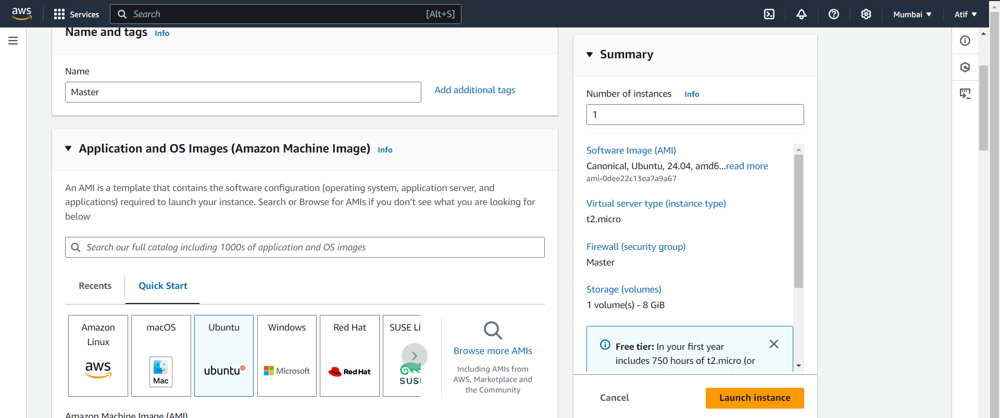 aws
Services
Search
[Alt+S]
Mumbai
Atif
Name and tags Info
Name
Master
Add additional tags
Application and OS Images (Amazon Machine Image) Info
An AMI is a template that contains the software configuration (operating system, application server, and
applications) required to launch your instance. Search or Browse for AMIs if you don’t see what you are looking for
below
Search our full catalog including 1000s of application and OS images
Recents
Quick Start
Amazon
Linux
aws
macOS
Mac
Ubuntu
ubuntu
Windows
Microsoft
Red Hat
Red Hat
SUSE Li
SUS
Browse more AMIs
Including AMIs from
AWS, Marketplace and
the Community
Amazon Machine Image (AMI)
Summary
Number of instances Info
1
Software Image (AMI)
Canonical, Ubuntu, 24.04, amd6...read more
ami-0dee22c13ea7a9a67
Virtual server type (instance type)
t2.micro
Firewall (security group)
Master
Storage (volumes)
1 volume(s) - 8 GiB
Free tier: In your first year
includes 750 hours of t2.micro (or
Cancel
Launch instance